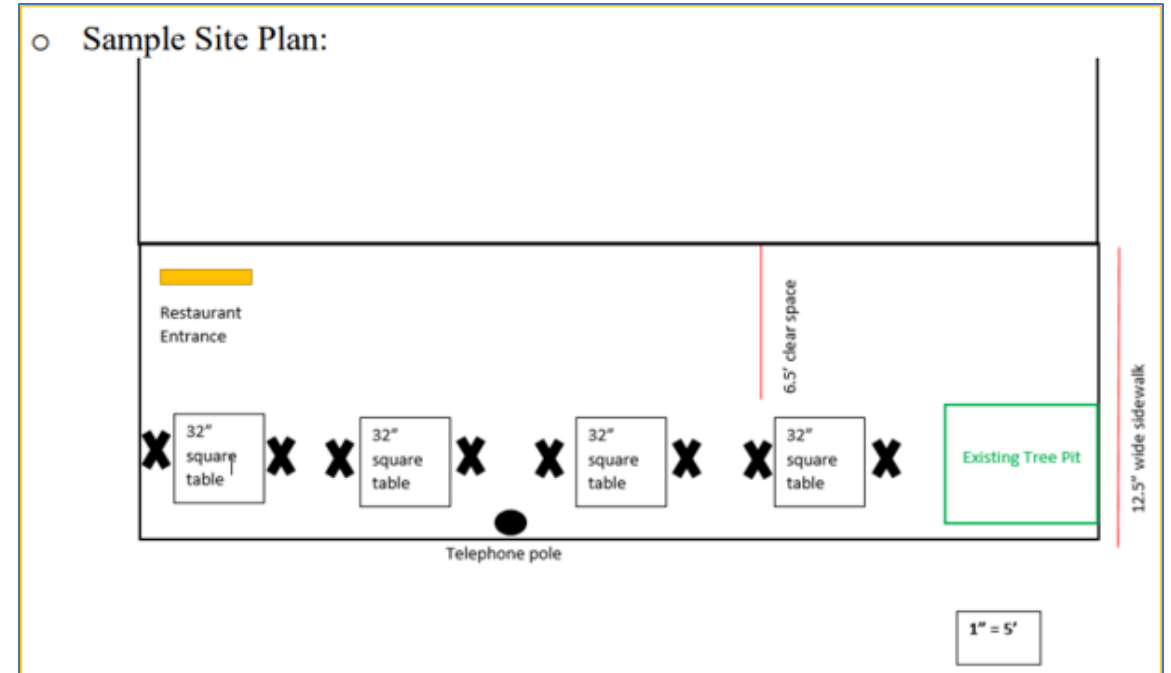 o Sample Site Plan:
Restaurant
Entrance
6.5' clear space
12.5" wide sidewalk
32"
square
table
32"
square
table
32"
square
table
32"
square
table
Existing Tree Pit
Telephone pole
1" = 5'